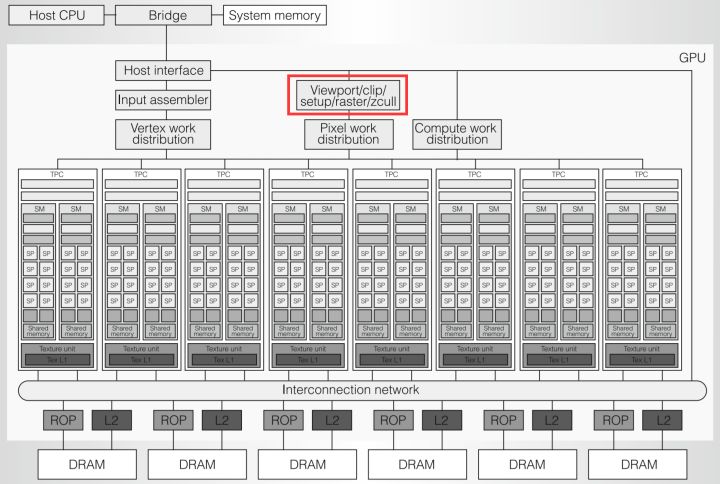 Host CPU
Bridge
System memory
GPU
Host interface
Viewport/clip/
setup/raster/zcull
Input assembler
Vertex work
distribution
Pixel work
distribution
Compute work
distribution
TPC TPC TPC TPC TPC TPC TPC TPC
SM SM SM SM SM SM SM SM SM SM SM SM SM SM SM SM
SP SP SP SP SP SP SP SP SP SP SP SP SP SP SP SP SP SP SP SP SP SP SP SP SP SP SP SP SP SP SP SP
SP SP SP SP SP SP SP SP SP SP SP SP SP SP SP SP SP SP SP SP SP SP SP SP SP SP SP SP SP SP SP SP
SP SP SP SP SP SP SP SP SP SP SP SP SP SP SP SP SP SP SP SP SP SP SP SP SP SP SP SP SP SP SP SP
SP SP SP SP SP SP SP SP SP SP SP SP SP SP SP SP SP SP SP SP SP SP SP SP SP SP SP SP SP SP SP SP
Shared Shared Shared Shared Shared Shared Shared Shared Shared Shared Shared Shared Shared Shared Shared Shared
memory memory memory memory memory memory memory memory memory memory memory memory memory memory memory memory
Texture unit Texture unit Texture unit Texture unit Texture unit Texture unit Texture unit Texture unit
Tex L1 Tex L1 Tex L1 Tex L1 Tex L1 Tex L1 Tex L1 Tex L1
Interconnection network
ROP L2 ROP L2 ROP L2 ROP L2 ROP L2 ROP L2
DRAM DRAM DRAM DRAM DRAM DRAM